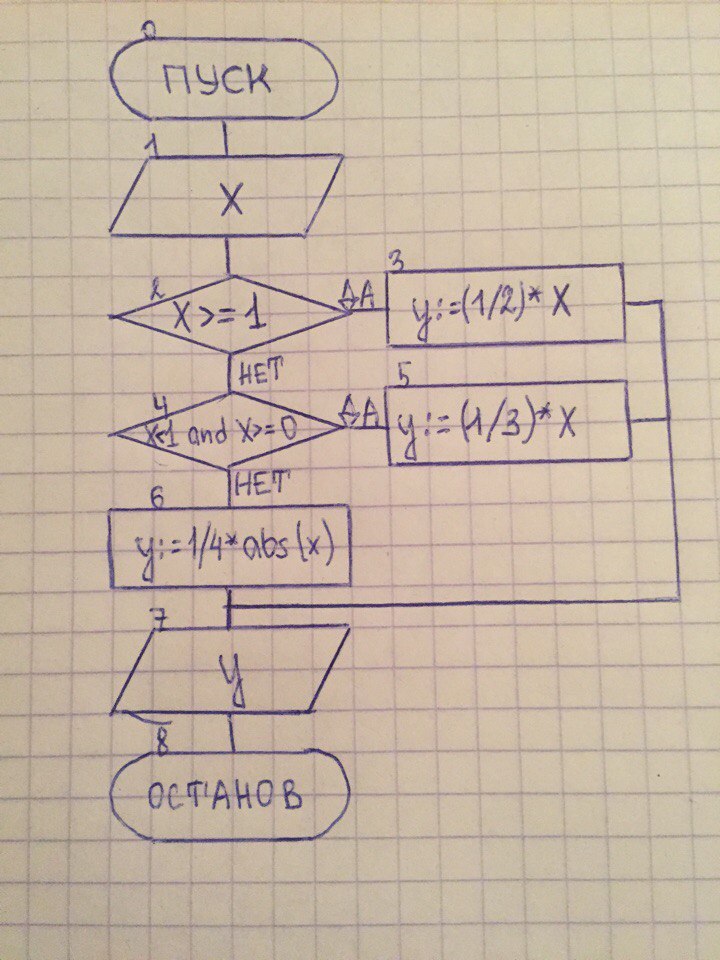 0
ПУСК
1
X
2
X>=1
ДА
3
y:=(1/2)*X
НЕТ
4
X<1 and X>=0
ДА
5
y:=(1/3)*X
НЕТ
6
y:=1/4*abs(x)
7
y
8
ОСТАНОВ